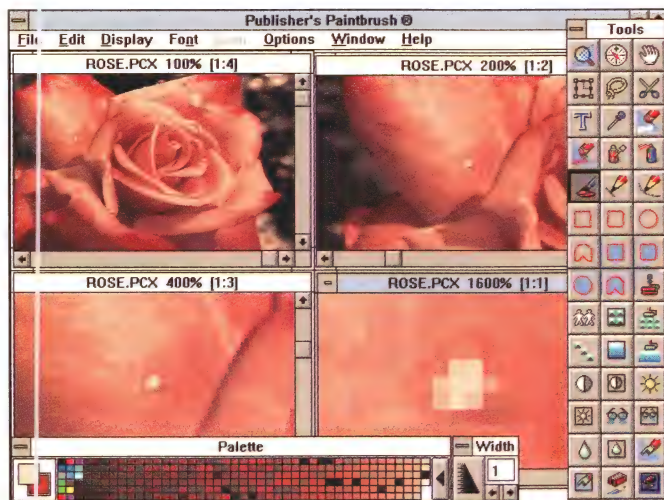 Publisher's Paintbrush ®
File Edit Display Font Options Window Help
Tools
ROSE.PCX 100% [1:4]
ROSE.PCX 200% [1:2]
T
ROSE.PCX 400% [1:3]
ROSE.PCX 1600% [1:1]
Palette
Width
1